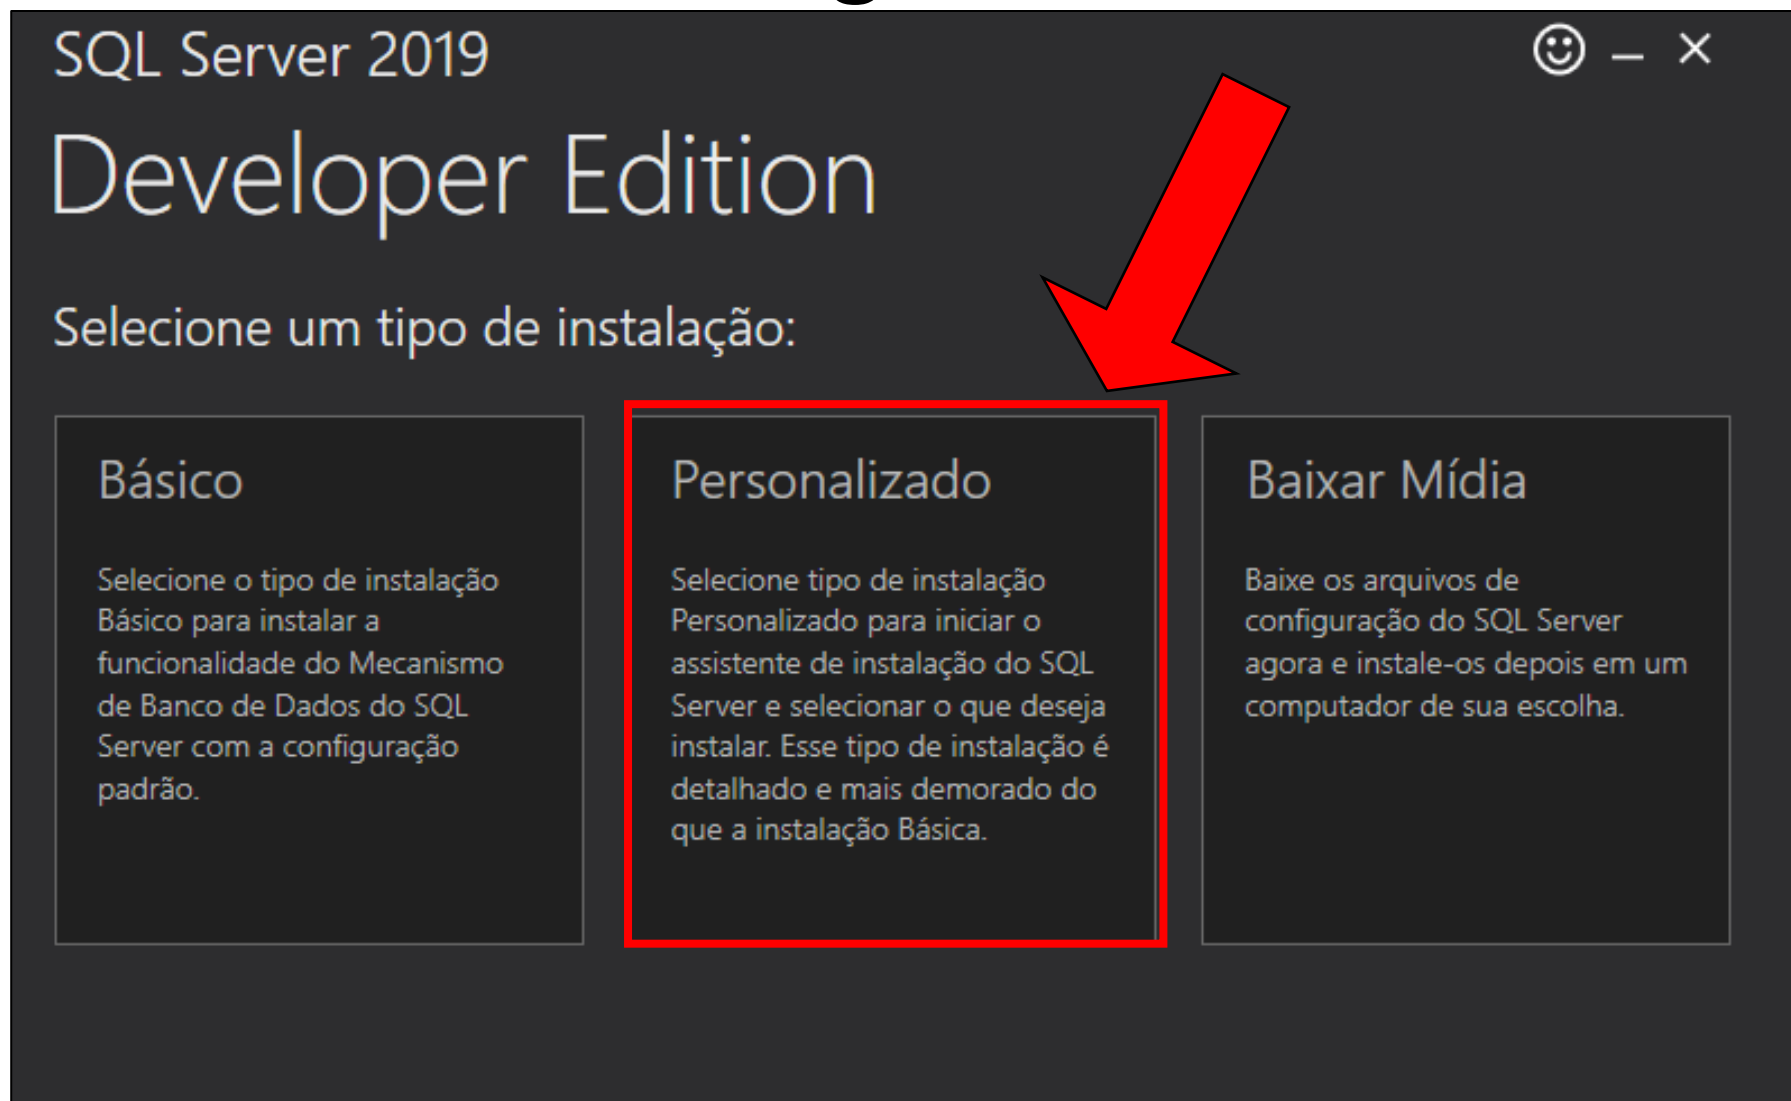 SQL Server 2019
Developer Edition
Selecione um tipo de instalação:
Básico
Selecione o tipo de instalação
Básico para instalar a
funcionalidade do Mecanismo
de Banco de Dados do SQL
Server com a configuração
padrão.
Personalizado
Selecione tipo de instalação
Personalizado para iniciar o
assistente de instalação do SQL
Server e selecionar o que deseja
instalar. Esse tipo de instalação é
detalhado e mais demorado do
que a instalação Básica.
Baixar Mídia
Baixe os arquivos de
configuração do SQL Server
agora e instale-os depois em um
computador de sua escolha.